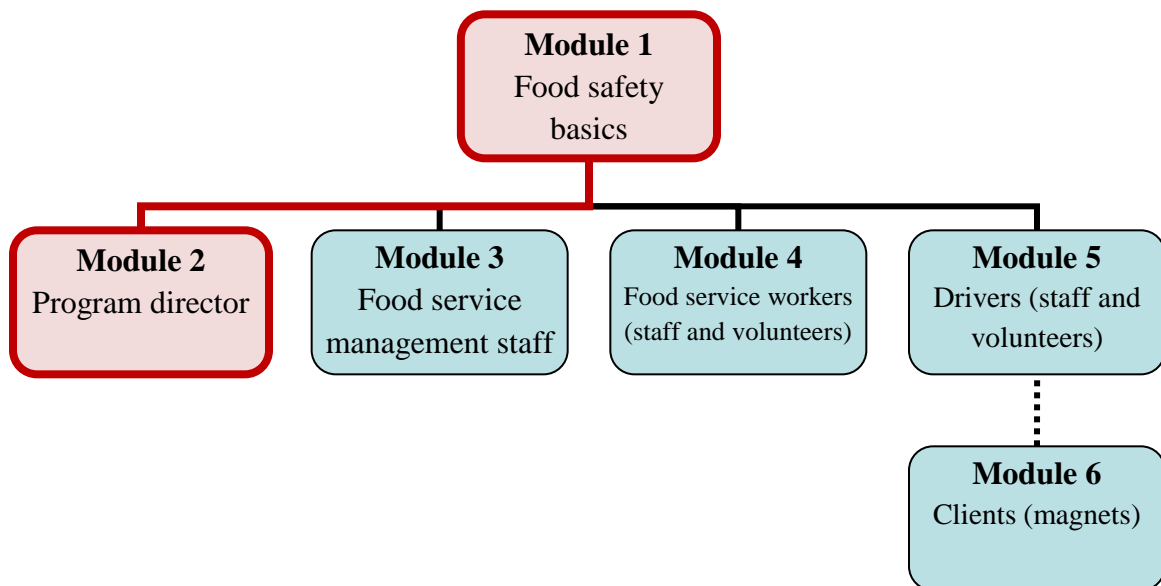 Module 1
Food safety
basics
Module 2
Program director
Module 3
Food service
management staff
Module 4
Food service workers
(staff and volunteers)
Module 5
Drivers (staff and
volunteers)
Module 6
Clients (magnets)